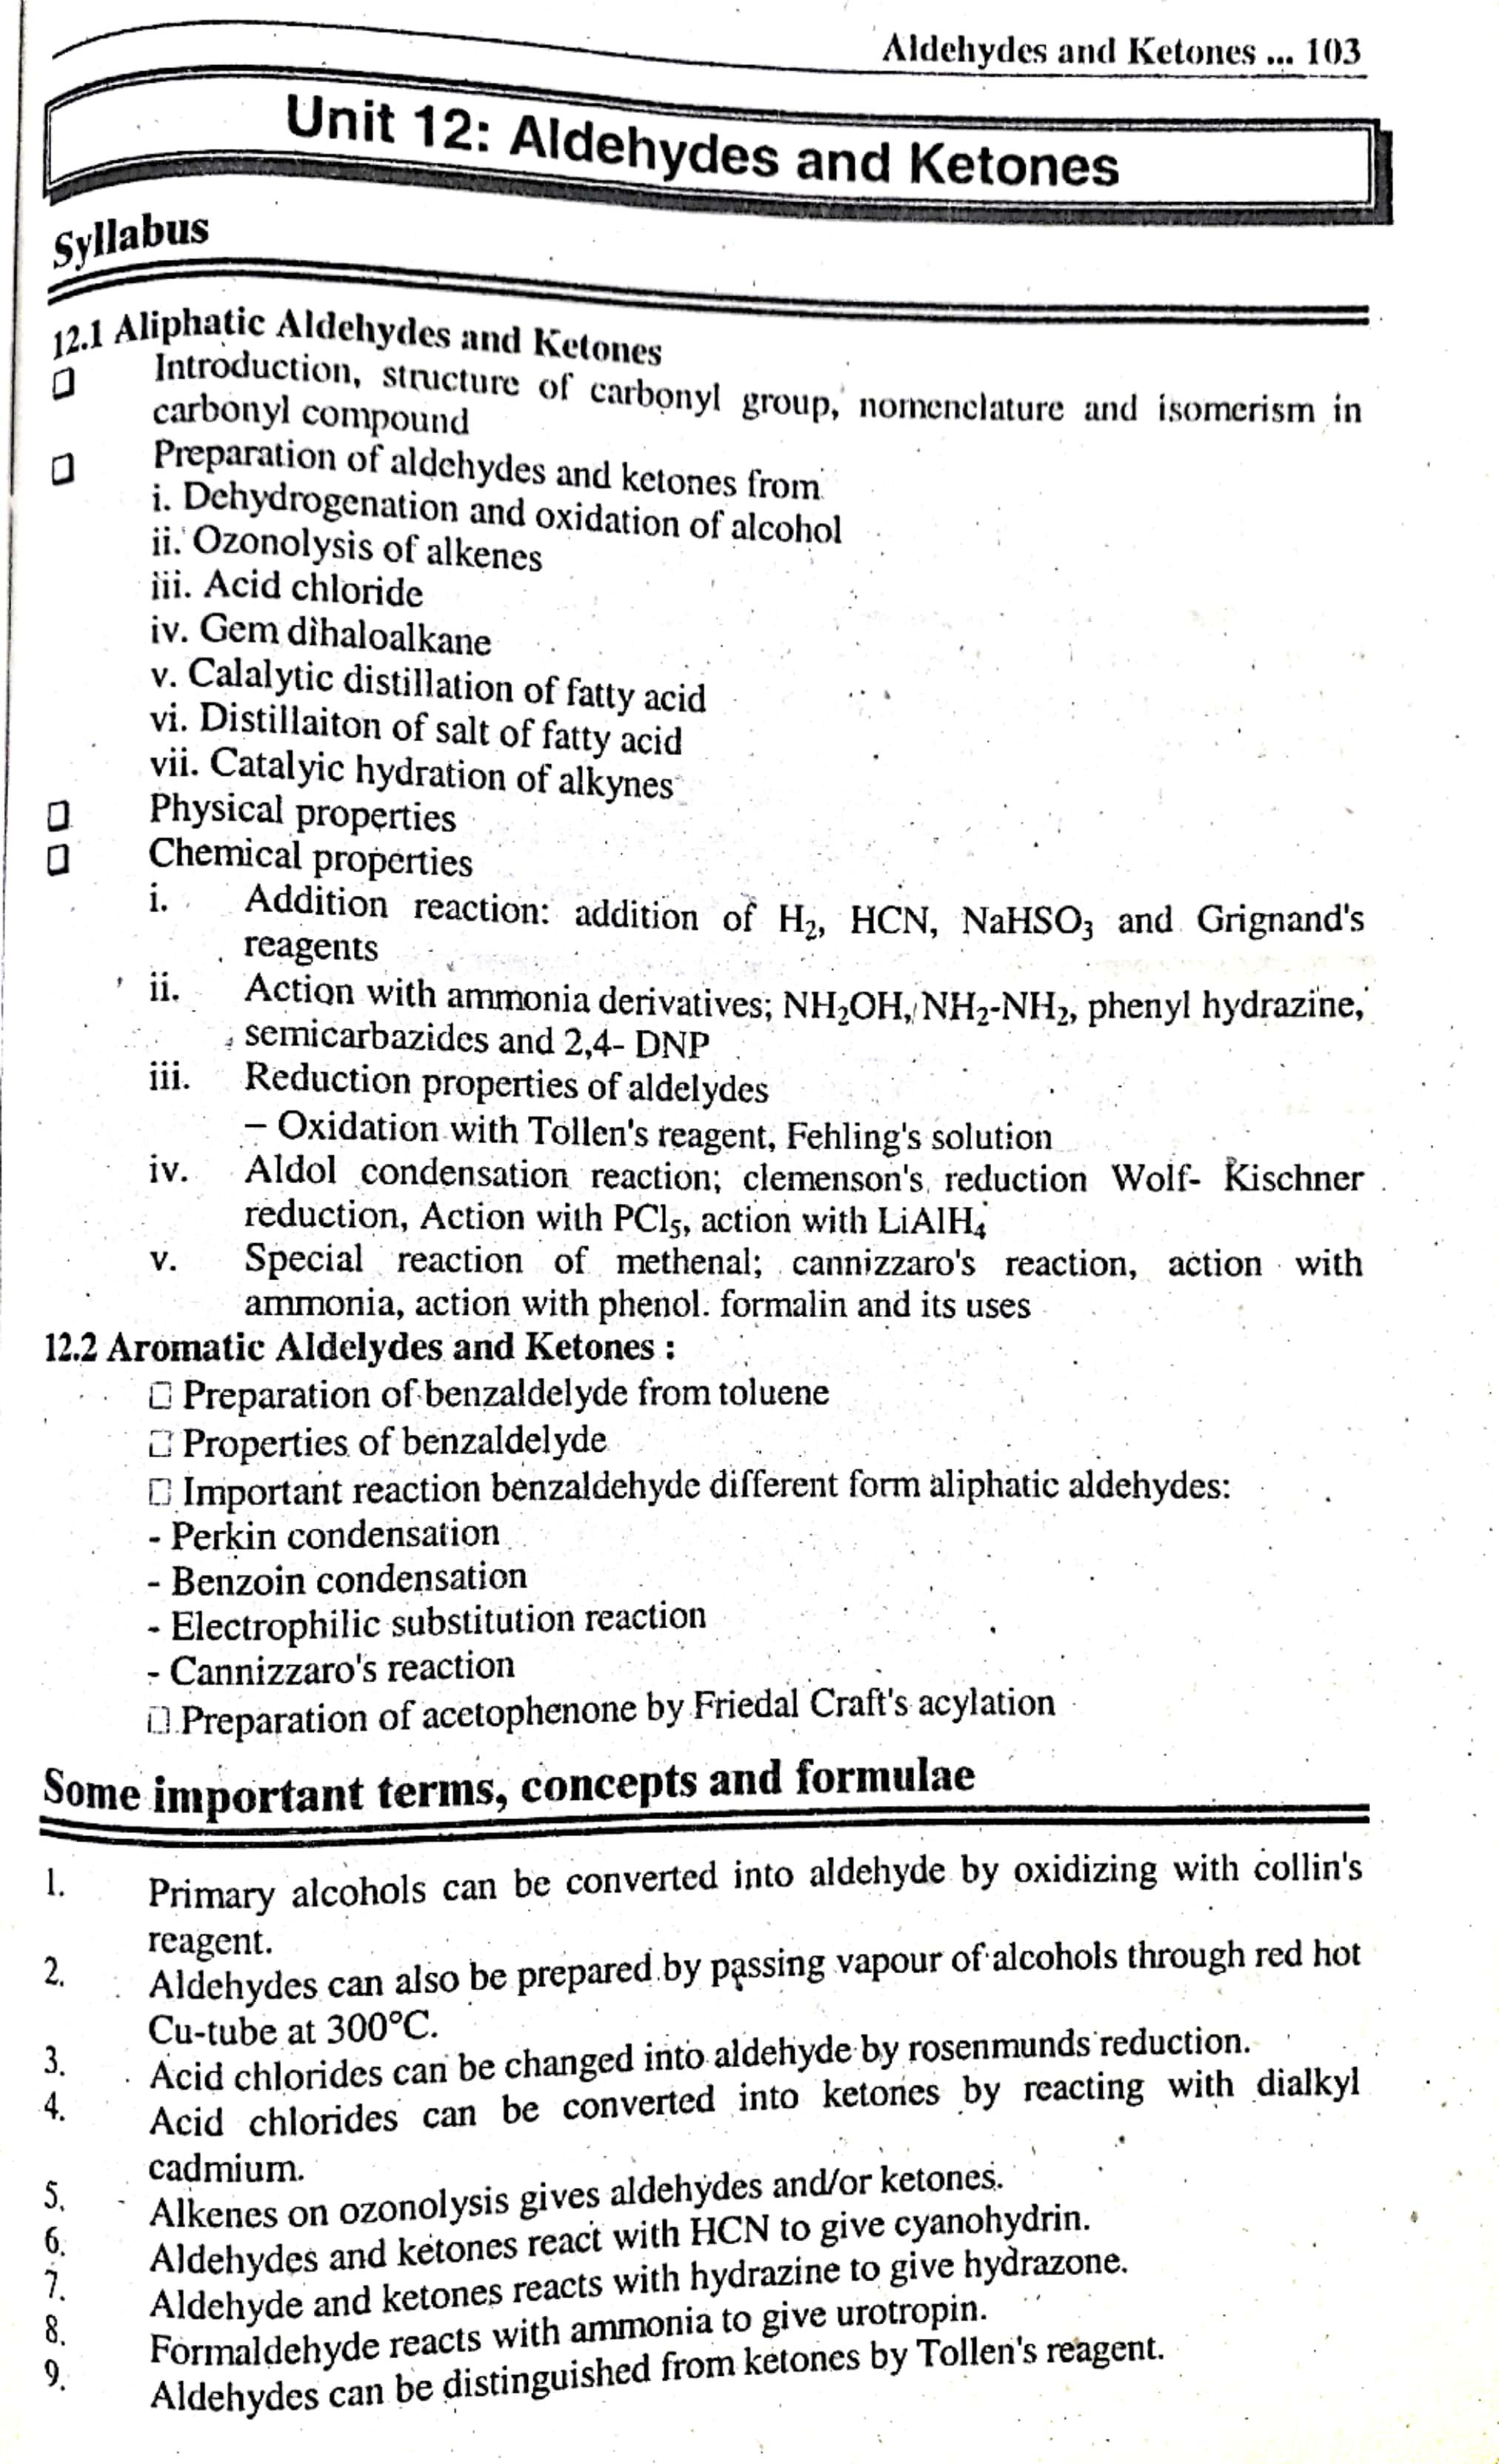 Aldehydes and Ketones ... 103
Unit 12: Aldehydes and Ketones
Syllabus
12.1 Aliphatic Aldehydes and Ketones
Introduction, structure of carbonyl group, nomenclature and isomerism in
carbonyl compound
Preparation of aldehydes and ketones from
i. Dehydrogenation and oxidation of alcohol
ii. Ozonolysis of alkenes
iii. Acid chloride
iv. Gem dihaloalkane
v. Calalytic distillation of fatty acid
vi. Distillaiton of salt of fatty acid
vii. Catalyic hydration of alkynes
Physical properties
Chemical properties
i. Addition reaction: addition of H₂, HCN, NaHSO₃ and Grignand's
reagents
ii. Action with ammonia derivatives; NH₂OH, NH₂-NH₂, phenyl hydrazine,
semicarbazides and 2,4- DNP
iii. Reduction properties of aldelydes
– Oxidation with Tollen's reagent, Fehling's solution
iv. Aldol condensation reaction; clemenson's reduction Wolf- Kischner
reduction, Action with PCl₅, action with LiAlH₄
v. Special reaction of methenal; cannizzaro's reaction, action with
ammonia, action with phenol. formalin and its uses
12.2 Aromatic Aldelydes and Ketones :
□ Preparation of benzaldelyde from toluene
□ Properties of benzaldelyde
□ Important reaction benzaldehyde different form aliphatic aldehydes:
- Perkin condensation
- Benzoin condensation
- Electrophilic substitution reaction
- Cannizzaro's reaction
□ Preparation of acetophenone by Friedal Craft's acylation
Some important terms, concepts and formulae
1. Primary alcohols can be converted into aldehyde by oxidizing with collin's
reagent.
2. Aldehydes can also be prepared by passing vapour of alcohols through red hot
Cu-tube at 300°C.
3. Acid chlorides can be changed into aldehyde by rosenmunds reduction.
4. Acid chlorides can be converted into ketones by reacting with dialkyl
cadmium.
5. Alkenes on ozonolysis gives aldehydes and/or ketones.
6. Aldehydes and ketones react with HCN to give cyanohydrin.
7. Aldehyde and ketones reacts with hydrazine to give hydrazone.
8. Formaldehyde reacts with ammonia to give urotropin.
9. Aldehydes can be distinguished from ketones by Tollen's reagent.